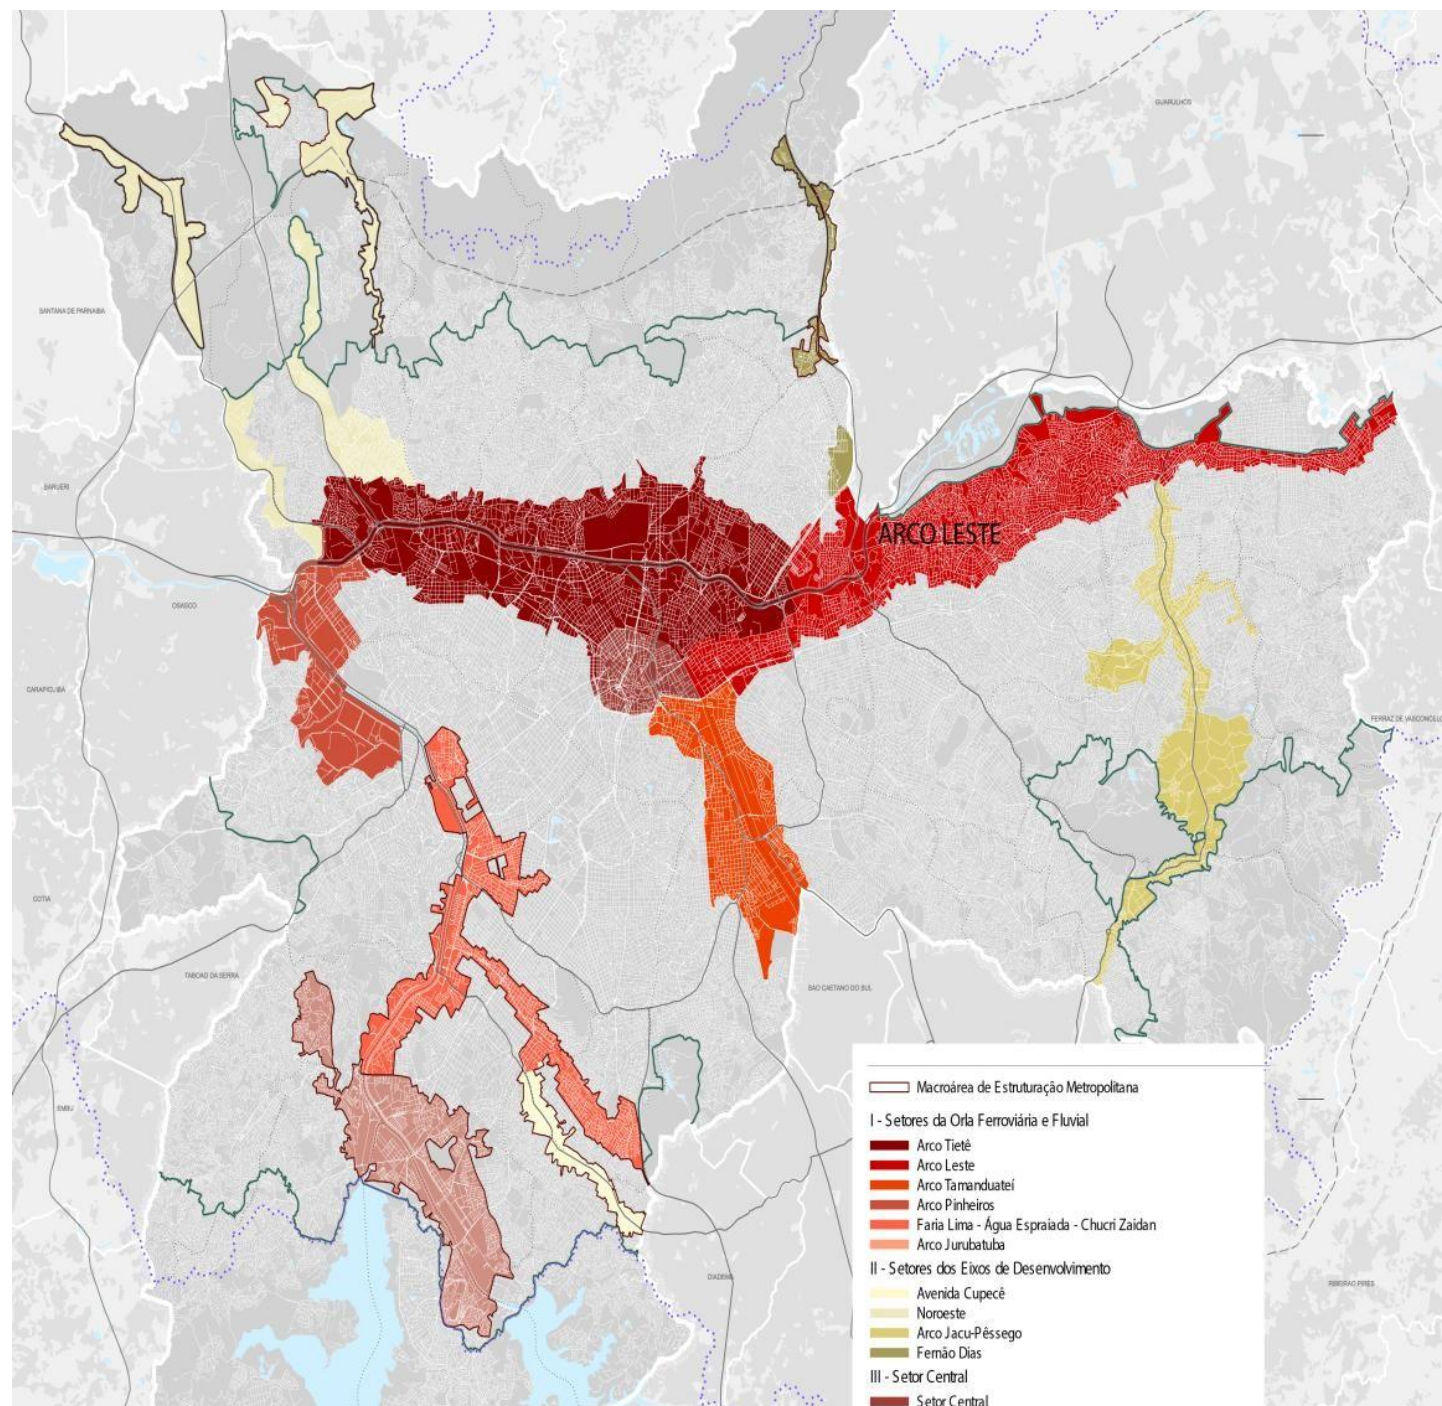 GUARULHOS
SANTANA DE PARNAIBA
BARUERI
ARCO LESTE
OSASCO
CARAPICUIBA
FERRAZ DE VASCONCELO
COTIA
TABOAO DA SERRA
SAO CAETANO DO SUL
EMBU
DIADEMA
RIBEIRAO PIRES
Macroárea de Estruturação Metropolitana
I - Setores da Orla Ferroviária e Fluvial
Arco Tietê
Arco Leste
Arco Tamanduateí
Arco Pinheiros
Faria Lima - Água Espraiada - Chucri Zaidan
Arco Jurubatuba
II - Setores dos Eixos de Desenvolvimento
Avenida Cupecê
Noroeste
Arco Jacu-Pêssego
Fernão Dias
III - Setor Central
Setor Central